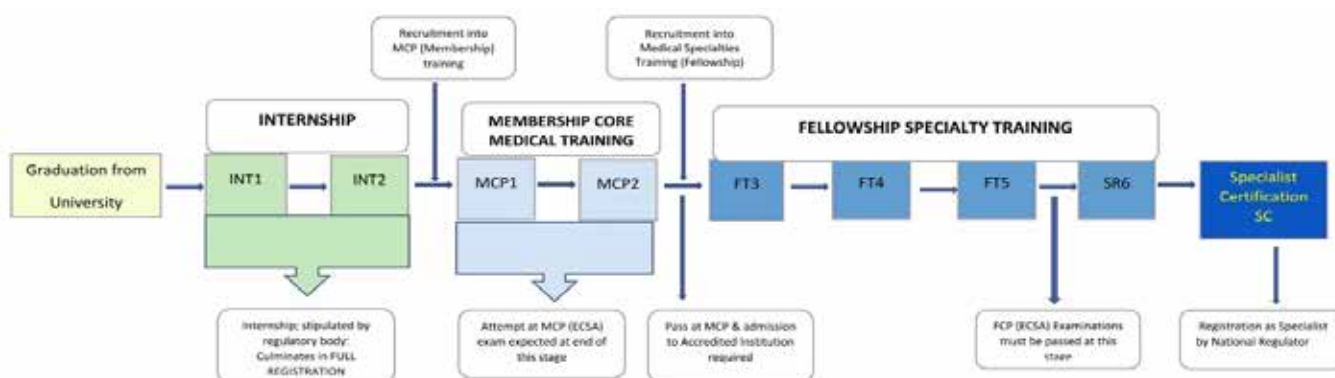 Recruitment into
MCP (Membership)
training
Recruitment into
Medical Specialties
Training (Fellowship)
INTERNSHIP
MEMBERSHIP CORE
MEDICAL TRAINING
FELLOWSHIP SPECIALTY TRAINING
Graduation from
University
INT1
INT2
MCP1
MCP2
FT3
FT4
FT5
SR6
Specialist
Certification
SC
Internship; stipulated by
regulatory body:
Culminates in FULL
REGISTRATION
Attempt at MCP (ECSA)
exam expected at end of
this stage
Pass at MCP & admission
to Accredited Institution
required
FCP (ECSA) Examinations
must be passed at this
stage
Registration as Specialist
by National Regulator